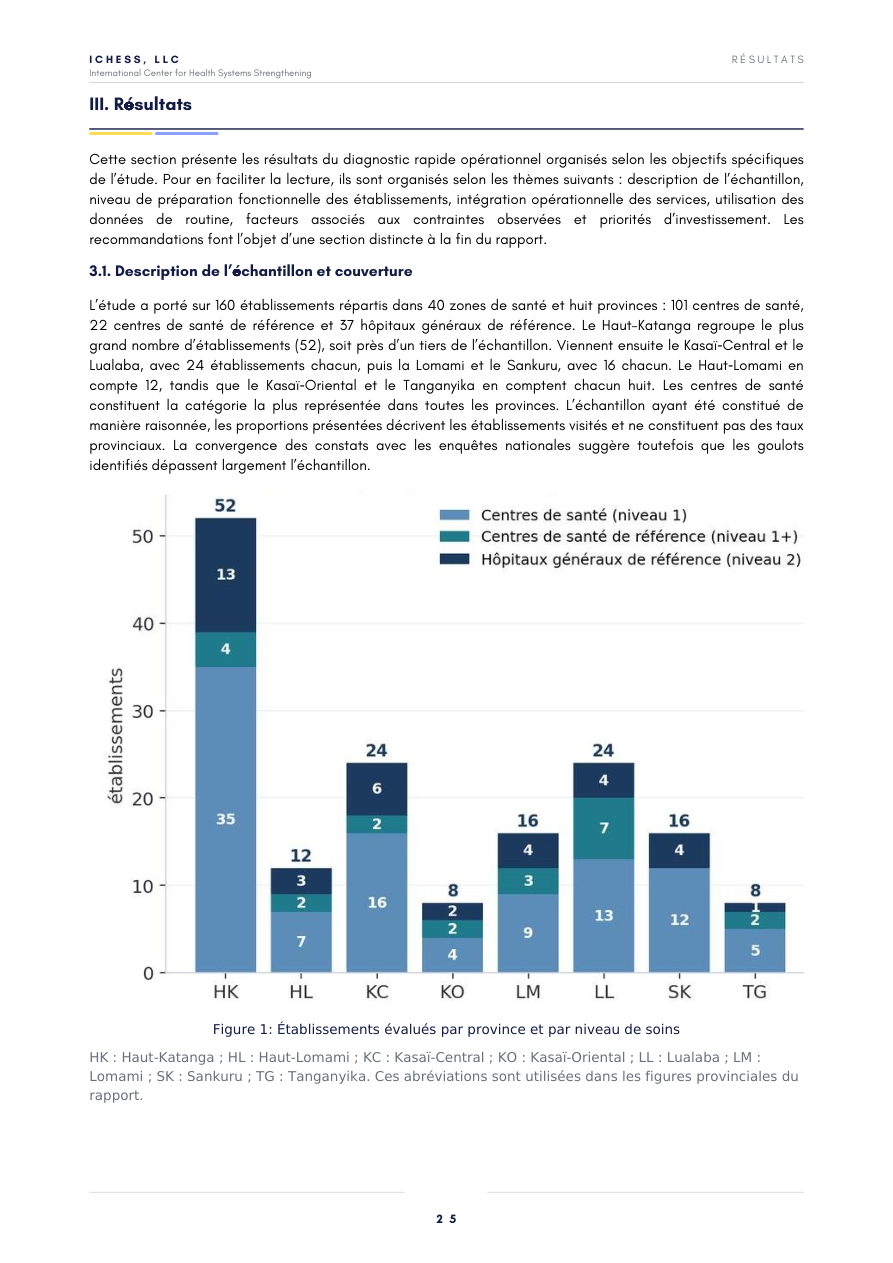 ICHESS, LLC
RÉSULTATS
International Center for Health Systems Strengthening
III. Résultats
Cette section présente les résultats du diagnostic rapide opérationnel organisés selon les objectifs spécifiques
de l’étude. Pour en faciliter la lecture, ils sont organisés selon les thèmes suivants : description de l’échantillon,
niveau de préparation fonctionnelle des établissements, intégration opérationnelle des services, utilisation des
données de routine, facteurs associés aux contraintes observées et priorités d’investissement. Les
recommandations font l’objet d’une section distincte à la fin du rapport.
3.1. Description de l’échantillon et couverture
L’étude a porté sur 160 établissements répartis dans 40 zones de santé et huit provinces : 101 centres de santé,
22 centres de santé de référence et 37 hôpitaux généraux de référence. Le Haut-Katanga regroupe le plus
grand nombre d’établissements (52), soit près d’un tiers de l’échantillon. Viennent ensuite le Kasaï-Central et le
Lualaba, avec 24 établissements chacun, puis la Lomami et le Sankuru, avec 16 chacun. Le Haut-Lomami en
compte 12, tandis que le Kasaï-Oriental et le Tanganyika en comptent chacun huit. Les centres de santé
constituent la catégorie la plus représentée dans toutes les provinces. L’échantillon ayant été constitué de
manière raisonnée, les proportions présentées décrivent les établissements visités et ne constituent pas des taux
provinciaux. La convergence des constats avec les enquêtes nationales suggère toutefois que les goulots
identifiés dépassent largement l’échantillon.
Centres de santé (niveau 1)
Centres de santé de référence (niveau 1+)
Hôpitaux généraux de référence (niveau 2)
établissements
50
40
30
20
10
0
52
13
4
35
12
3
2
7
24
6
2
16
8
2
2
4
16
4
3
9
24
4
7
13
16
4
12
8
1
2
5
HK HL KC KO LM LL SK TG
Figure 1: Établissements évalués par province et par niveau de soins
HK : Haut-Katanga ; HL : Haut-Lomami ; KC : Kasaï-Central ; KO : Kasaï-Oriental ; LL : Lualaba ; LM :
Lomami ; SK : Sankuru ; TG : Tanganyika. Ces abréviations sont utilisées dans les figures provinciales du
rapport.
25